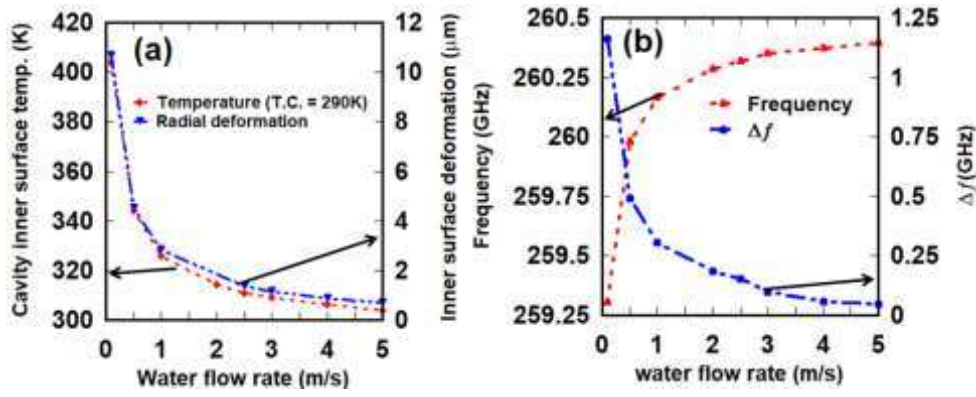 (a)
Cavity inner surface temp. (K)
420
400
380
360
340
320
300
12
10
8
6
4
2
0
Inner surface deformation (μm)
Temperature (T.C. = 290K)
Radial deformation
0 1 2 3 4 5
Water flow rate (m/s)
(b)
Frequency (GHz)
260.5
260.25
260
259.75
259.5
259.25
1.25
1
0.75
0.5
0.25
0
Δf(GHz)
Frequency
Δf
0 1 2 3 4 5
water flow rate (m/s)